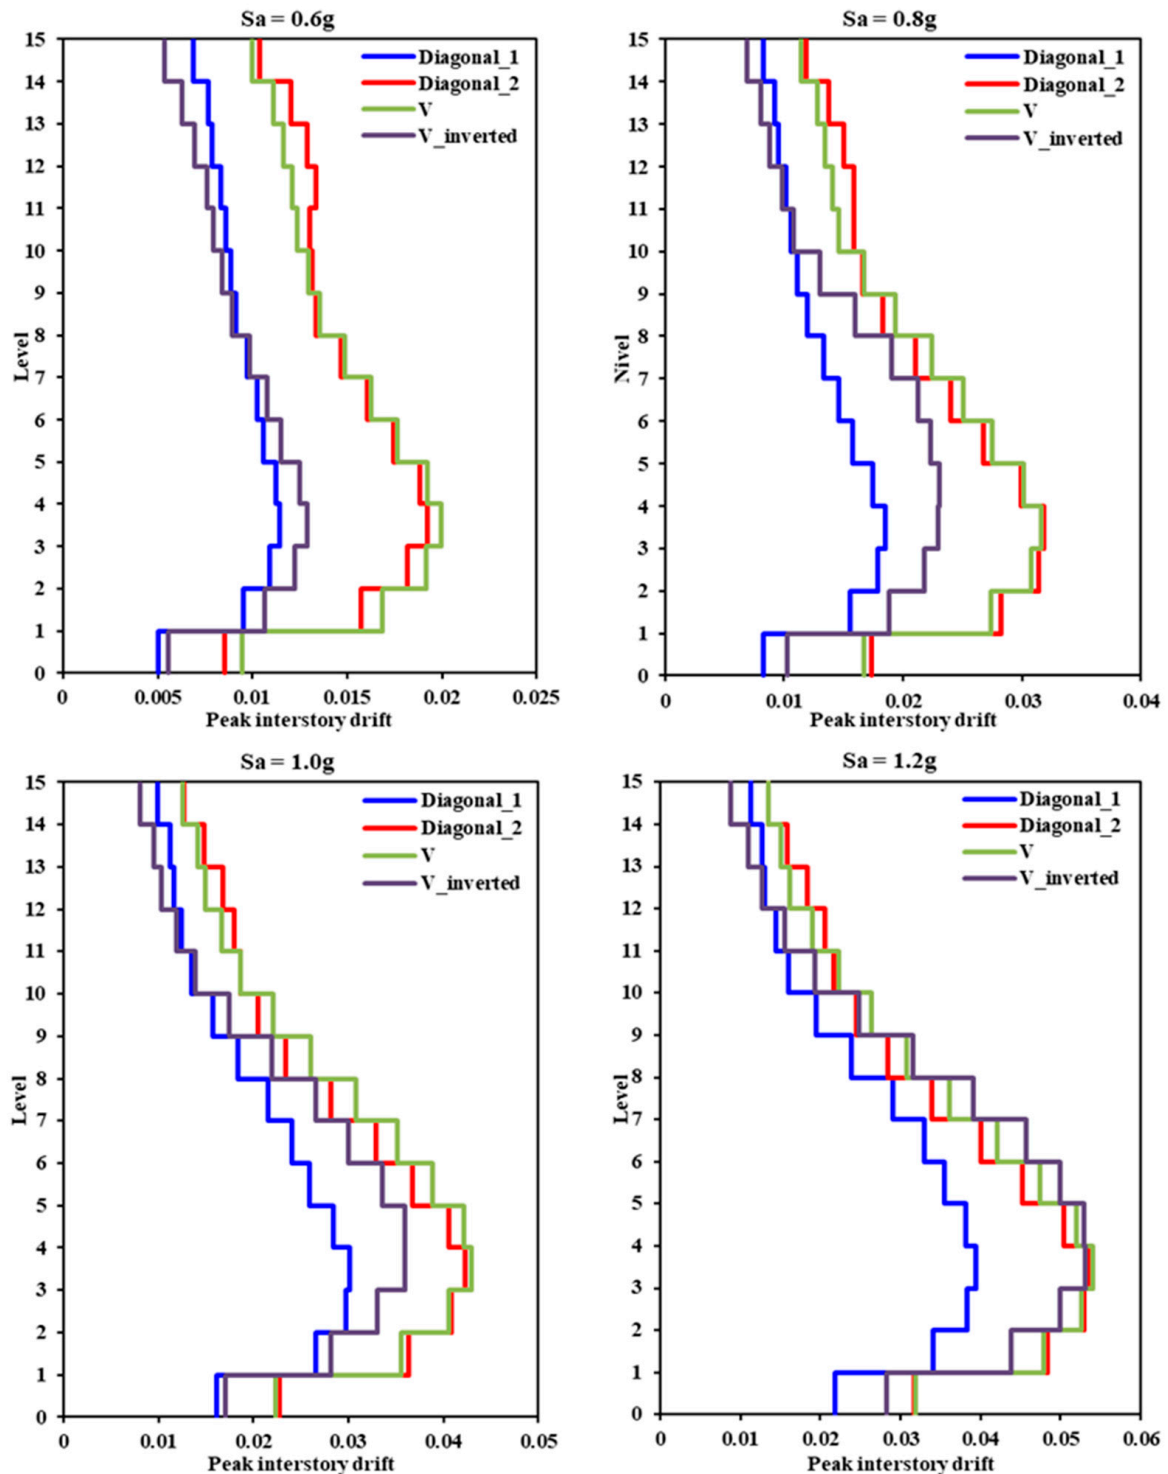 Sa = 0.6g
15
14
13
12
11
10
9
8
7
6
5
4
3
2
1
0
Level
Diagonal_1
Diagonal_2
V
V_inverted
0 0.005 0.01 0.015 0.02 0.025
Peak interstory drift
Sa = 0.8g
15
14
13
12
11
10
9
8
7
6
5
4
3
2
1
0
Nivel
Diagonal_1
Diagonal_2
V
V_inverted
0 0.01 0.02 0.03 0.04
Peak interstory drift
Sa = 1.0g
15
14
13
12
11
10
9
8
7
6
5
4
3
2
1
0
Level
Diagonal_1
Diagonal_2
V
V_inverted
0 0.01 0.02 0.03 0.04 0.05
Peak interstory drift
Sa = 1.2g
15
14
13
12
11
10
9
8
7
6
5
4
3
2
1
0
Level
Diagonal_1
Diagonal_2
V
V_inverted
0 0.01 0.02 0.03 0.04 0.05 0.06
Peak interstory drift